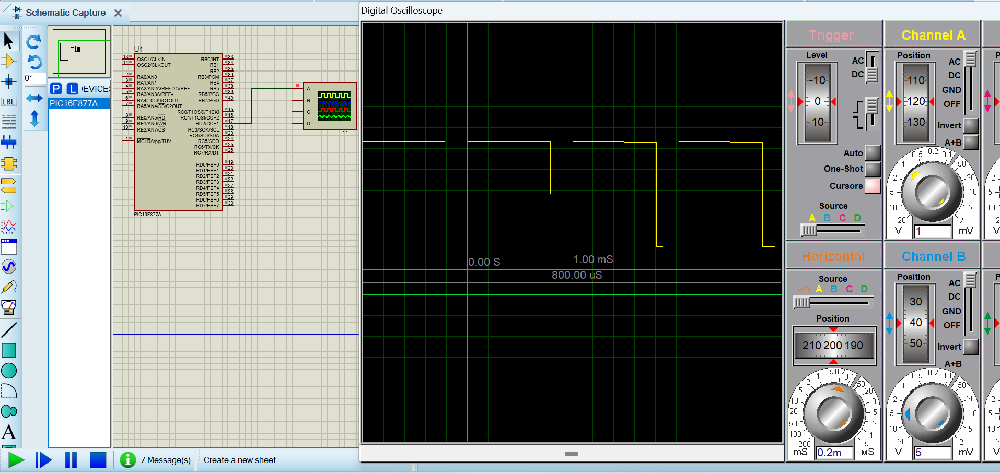 Schematic Capture
Digital Oscilloscope
0°
P L DEVICES
PIC16F877A
LBL
U1
13 OSC1/CLKIN
14 OSC2/CLKOUT
2 RA0/AN0
3 RA1/AN1
4 RA2/AN2/VREF-/CVREF
5 RA3/AN3/VREF+
6 RA4/T0CKI/C1OUT
7 RA5/AN4/SS/C2OUT
8 RE0/AN5/RD
9 RE1/AN6/WR
10 RE2/AN7/CS
1 MCLR/Vpp/THV
RB0/INT 33
RB1 34
RB2 35
RB3/PGM 36
RB4 37
RB5 38
RB6/PGC 39
RB7/PGD 40
RC0/T1OSO/T1CKI 15
RC1/T1OSI/CCP2 16
RC2/CCP1 17
RC3/SCK/SCL 18
RC4/SDI/SDA 23
RC5/SDO 24
RC6/TX/CK 25
RC7/RX/DT 26
RD0/PSP0 19
RD1/PSP1 20
RD2/PSP2 21
RD3/PSP3 22
RD4/PSP4 27
RD5/PSP5 28
RD6/PSP6 29
RD7/PSP7 30
PIC16F877A
A
B
C
D
0.00 S
1.00 mS
800.00 uS
Trigger
Level
AC
DC
-10
0
10
Auto
One-Shot
Cursors
Source
A B C D
Channel A
Position
110
120
130
AC
DC
GND
OFF
Invert
A+B
20 10 5 2 1 0.5 0.2 0.1 50 20 10 5 2
V 1 mV
Horizontal
Source
A B C D
Position
210 200 190
200 100 50 20 10 5 2 1 0.5 0.2 0.1 50 20 10 5 2 1 0.5
mS 0.2m µS
Channel B
Position
30
40
50
AC
DC
GND
OFF
Invert
A+B
20 10 5 2 1 0.5 0.2 0.1 50 20 10 5 2
V 5 mV
P
2
5
10
20
V
P
2
5
10
20
V
7 Message(s)
Create a new sheet.